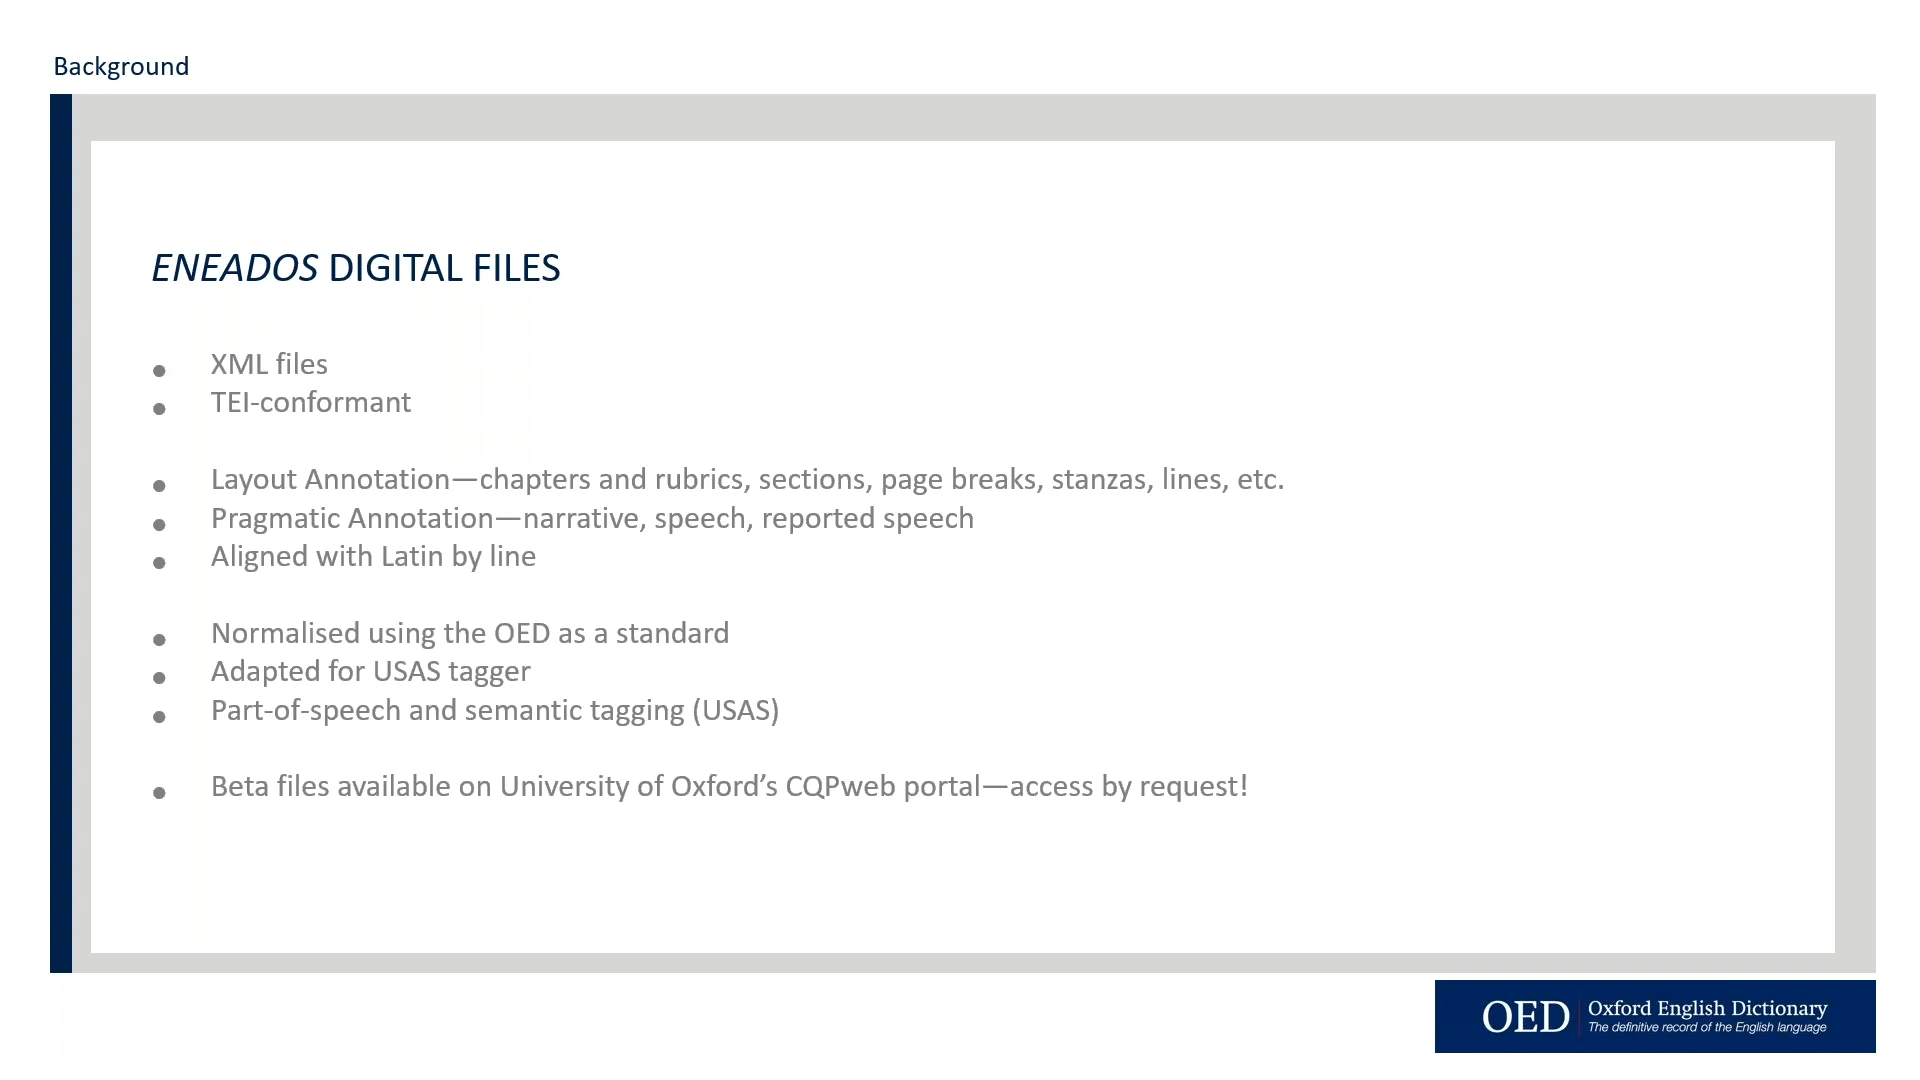 Background
ENEADOS DIGITAL FILES
• XML files
• TEI-conformant
• Layout Annotation—chapters and rubrics, sections, page breaks, stanzas, lines, etc.
• Pragmatic Annotation—narrative, speech, reported speech
• Aligned with Latin by line
• Normalised using the OED as a standard
• Adapted for USAS tagger
• Part-of-speech and semantic tagging (USAS)
• Beta files available on University of Oxford’s CQPweb portal—access by request!
OED Oxford English Dictionary
The definitive record of the English language